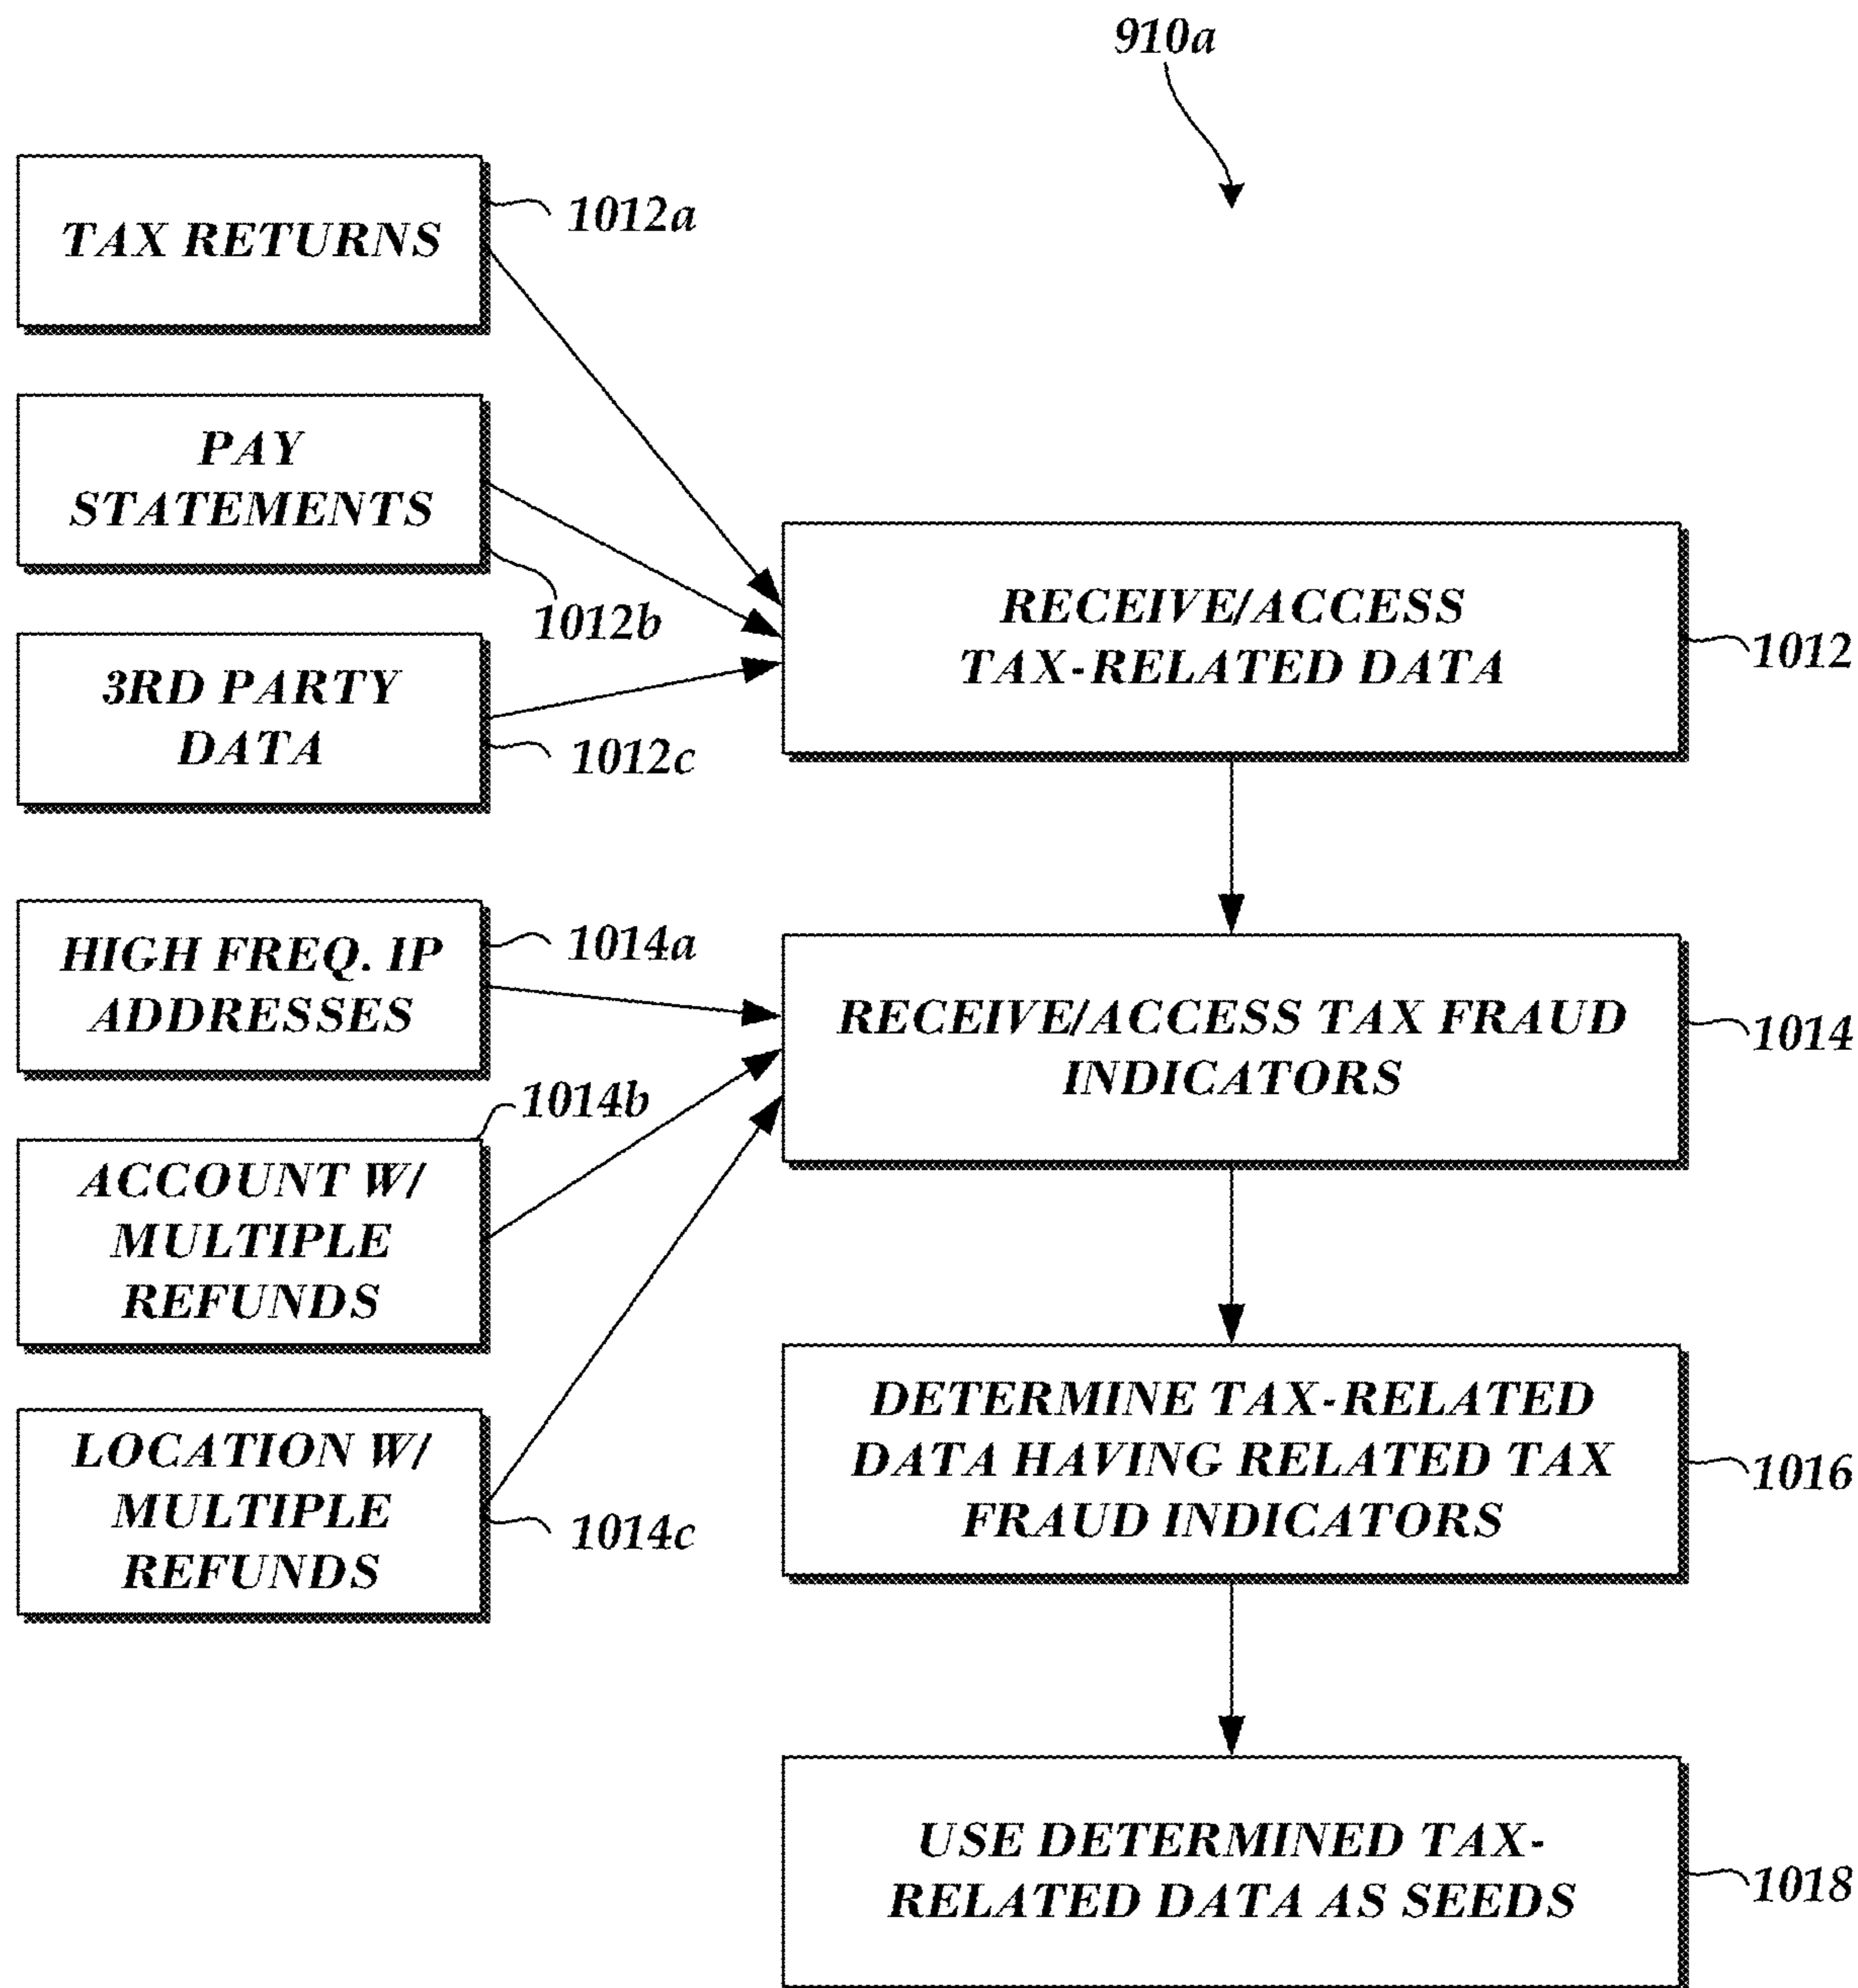 910a
TAX RETURNS
1012a
PAY
STATEMENTS
1012b
3RD PARTY
DATA
1012c
RECEIVE/ACCESS
TAX-RELATED DATA
1012
HIGH FREQ. IP
ADDRESSES
1014a
ACCOUNT W/
MULTIPLE
REFUNDS
1014b
LOCATION W/
MULTIPLE
REFUNDS
1014c
RECEIVE/ACCESS TAX FRAUD
INDICATORS
1014
DETERMINE TAX-RELATED
DATA HAVING RELATED TAX
FRAUD INDICATORS
1016
USE DETERMINED TAX-
RELATED DATA AS SEEDS
1018